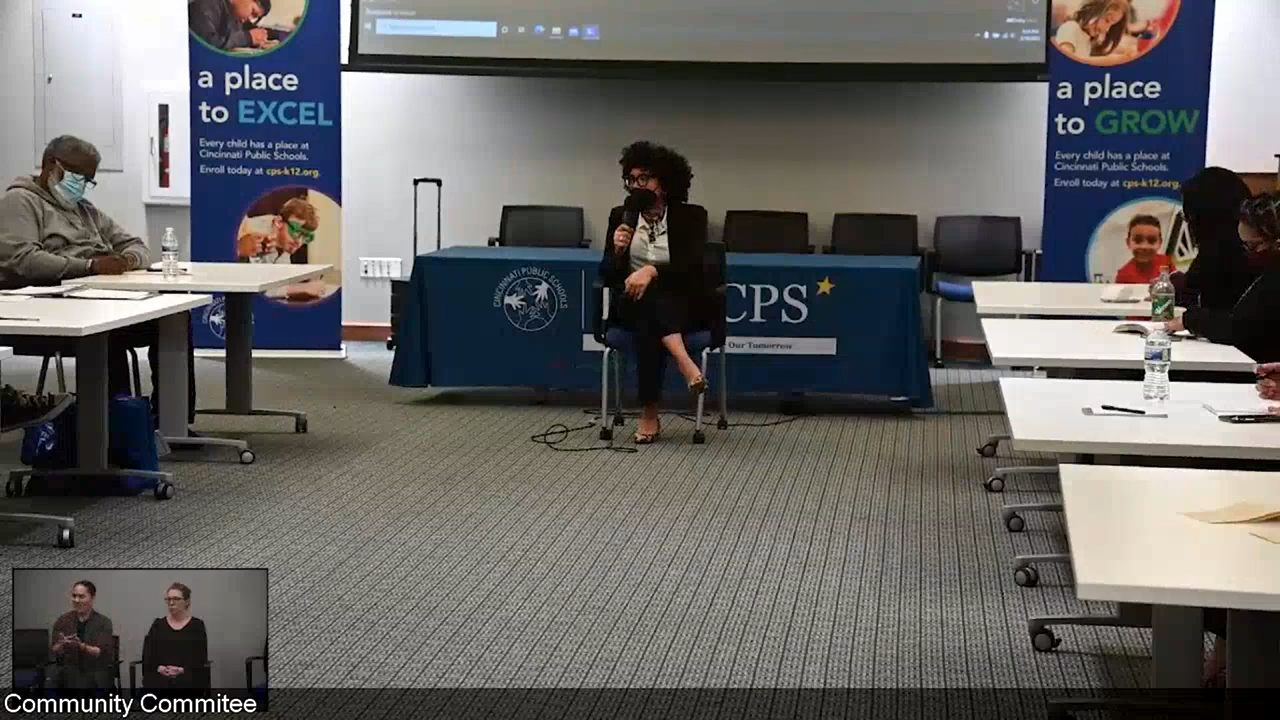 a place
to EXCEL
Every child has a place at
Cincinnati Public Schools.
Enroll today at cps-k12.org.
a place
to GROW
Every child has a place at
Cincinnati Public Schools.
Enroll today at cps-k12.org.
CINCINNATI PUBLIC SCHOOLS
CPS
Our Tomorrow
Community Commitee